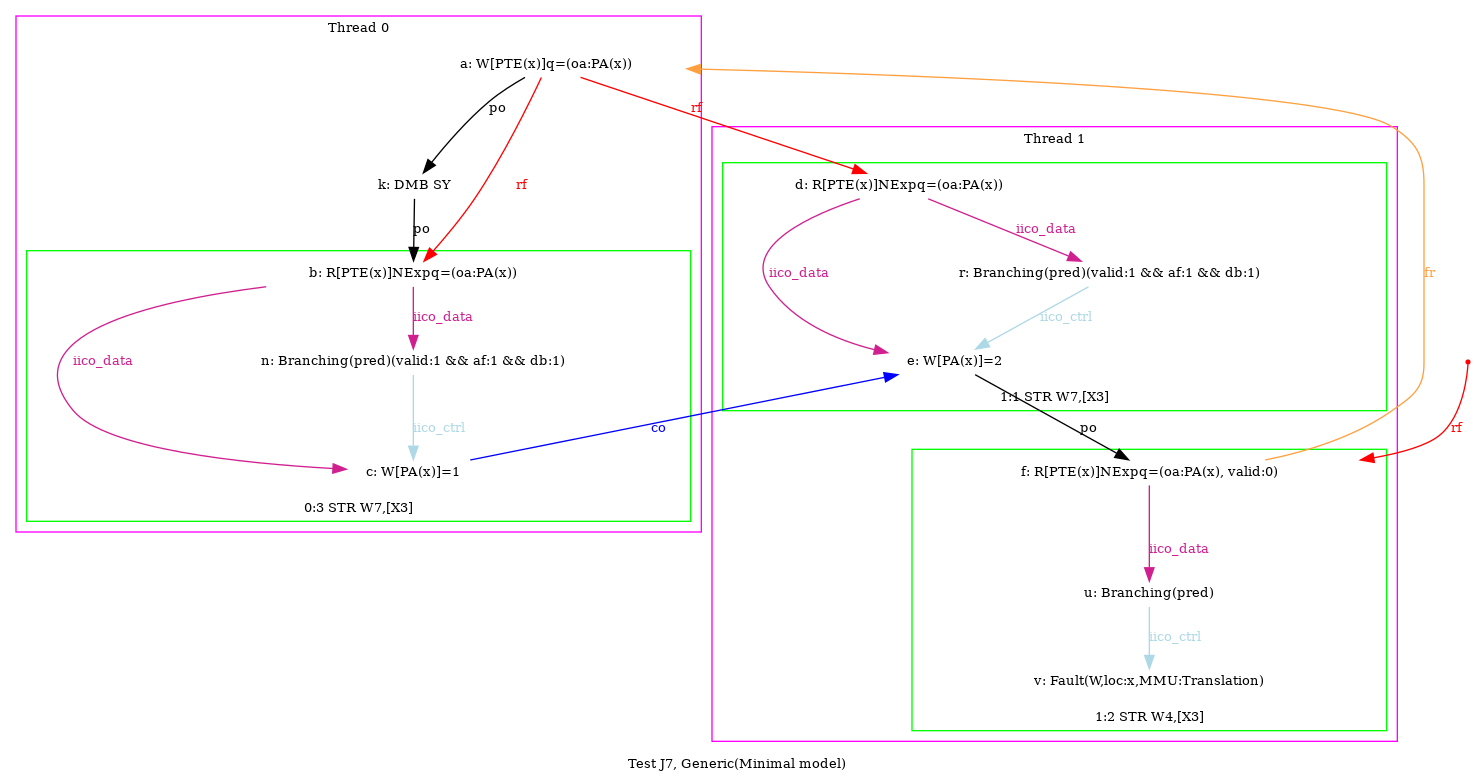 Thread 0
a: W[PTE(x)]q=(oa:PA(x))
po
rf
Thread 1
k: DMB SY
rf
d: R[PTE(x)]NExpq=(oa:PA(x))
po
iico_data
b: R[PTE(x)]NExpq=(oa:PA(x))
iico_data
r: Branching(pred)(valid:1 && af:1 && db:1)
fr
iico_data
iico_ctrl
iico_data
n: Branching(pred)(valid:1 && af:1 && db:1)
e: W[PA(x)]=2
1:1 STR W7,[X3]
iico_ctrl
co
po
rf
c: W[PA(x)]=1
f: R[PTE(x)]NExpq=(oa:PA(x), valid:0)
0:3 STR W7,[X3]
iico_data
u: Branching(pred)
iico_ctrl
v: Fault(W,loc:x,MMU:Translation)
1:2 STR W4,[X3]
Test J7, Generic(Minimal model)